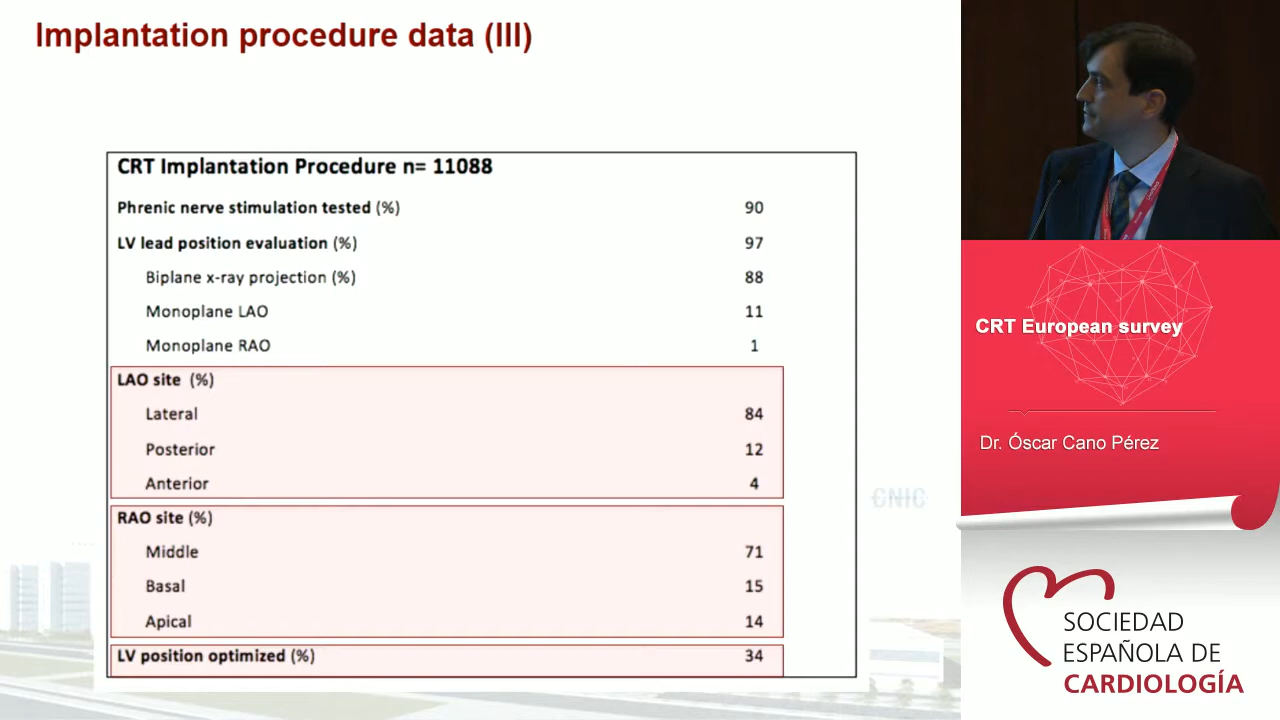 Implantation procedure data (III)
CRT Implantation Procedure n= 11088
Phrenic nerve stimulation tested (%) 90
LV lead position evaluation (%) 97
Biplane x-ray projection (%) 88
Monoplane LAO 11
Monoplane RAO 1
LAO site (%)
Lateral 84
Posterior 12
Anterior 4
RAO site (%)
Middle 71
Basal 15
Apical 14
LV position optimized (%) 34
CNIC
CRT European survey
Dr. Óscar Cano Pérez
SOCIEDAD
ESPAÑOLA DE
CARDIOLOGÍA